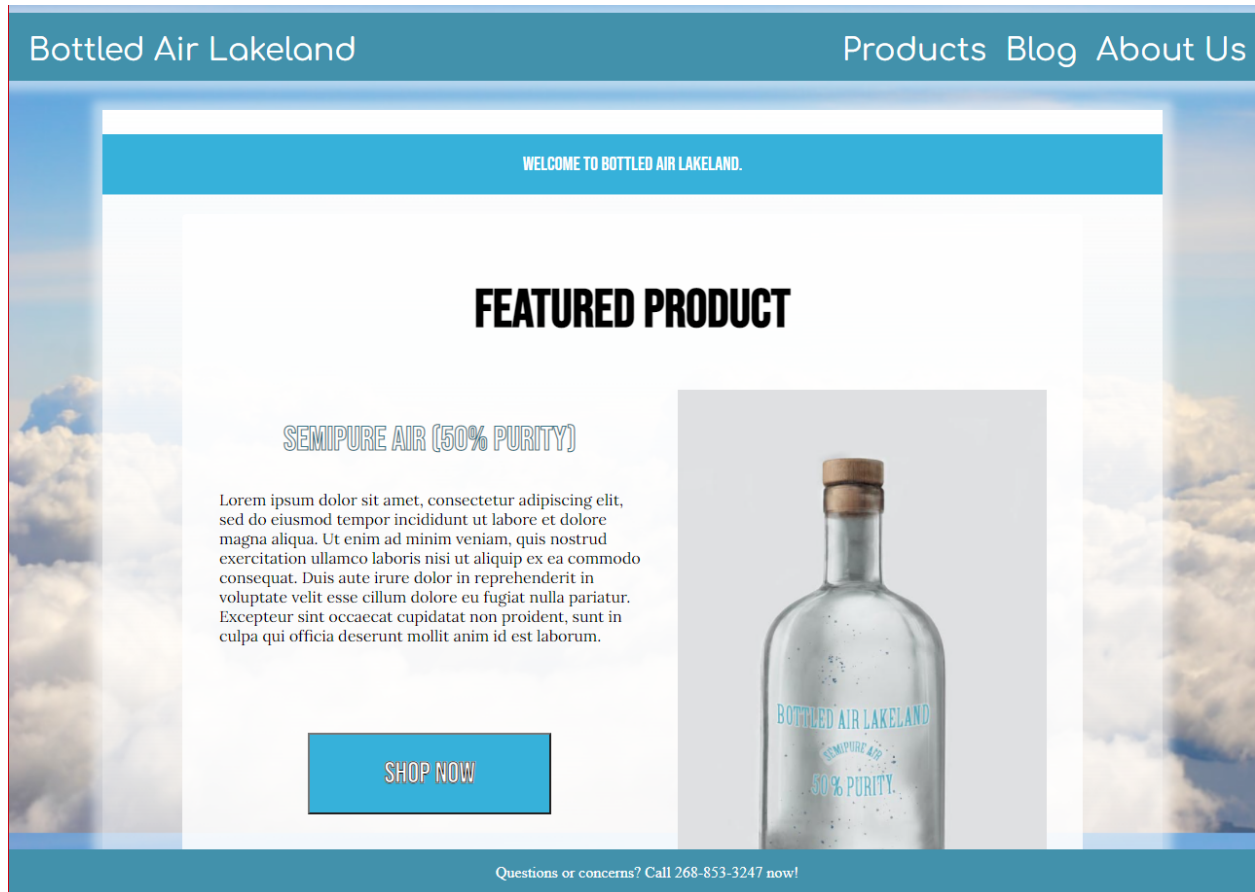 Bottled Air Lakeland
Products Blog About Us
WELCOME TO BOTTLED AIR LAKELAND.
FEATURED PRODUCT
SEMIPURE AIR (50% PURITY)
Lorem ipsum dolor sit amet, consectetur adipiscing elit,
sed do eiusmod tempor incididunt ut labore et dolore
magna aliqua. Ut enim ad minim veniam, quis nostrud
exercitation ullamco laboris nisi ut aliquip ex ea commodo
consequat. Duis aute irure dolor in reprehenderit in
voluptate velit esse cillum dolore eu fugiat nulla pariatur.
Excepteur sint occaecat cupidatat non proident, sunt in
culpa qui officia deserunt mollit anim id est laborum.
SHOP NOW
BOTTLED AIR LAKELAND
SEMIPURE AIR
50 % PURITY.
Questions or concerns? Call 268-853-3247 now!